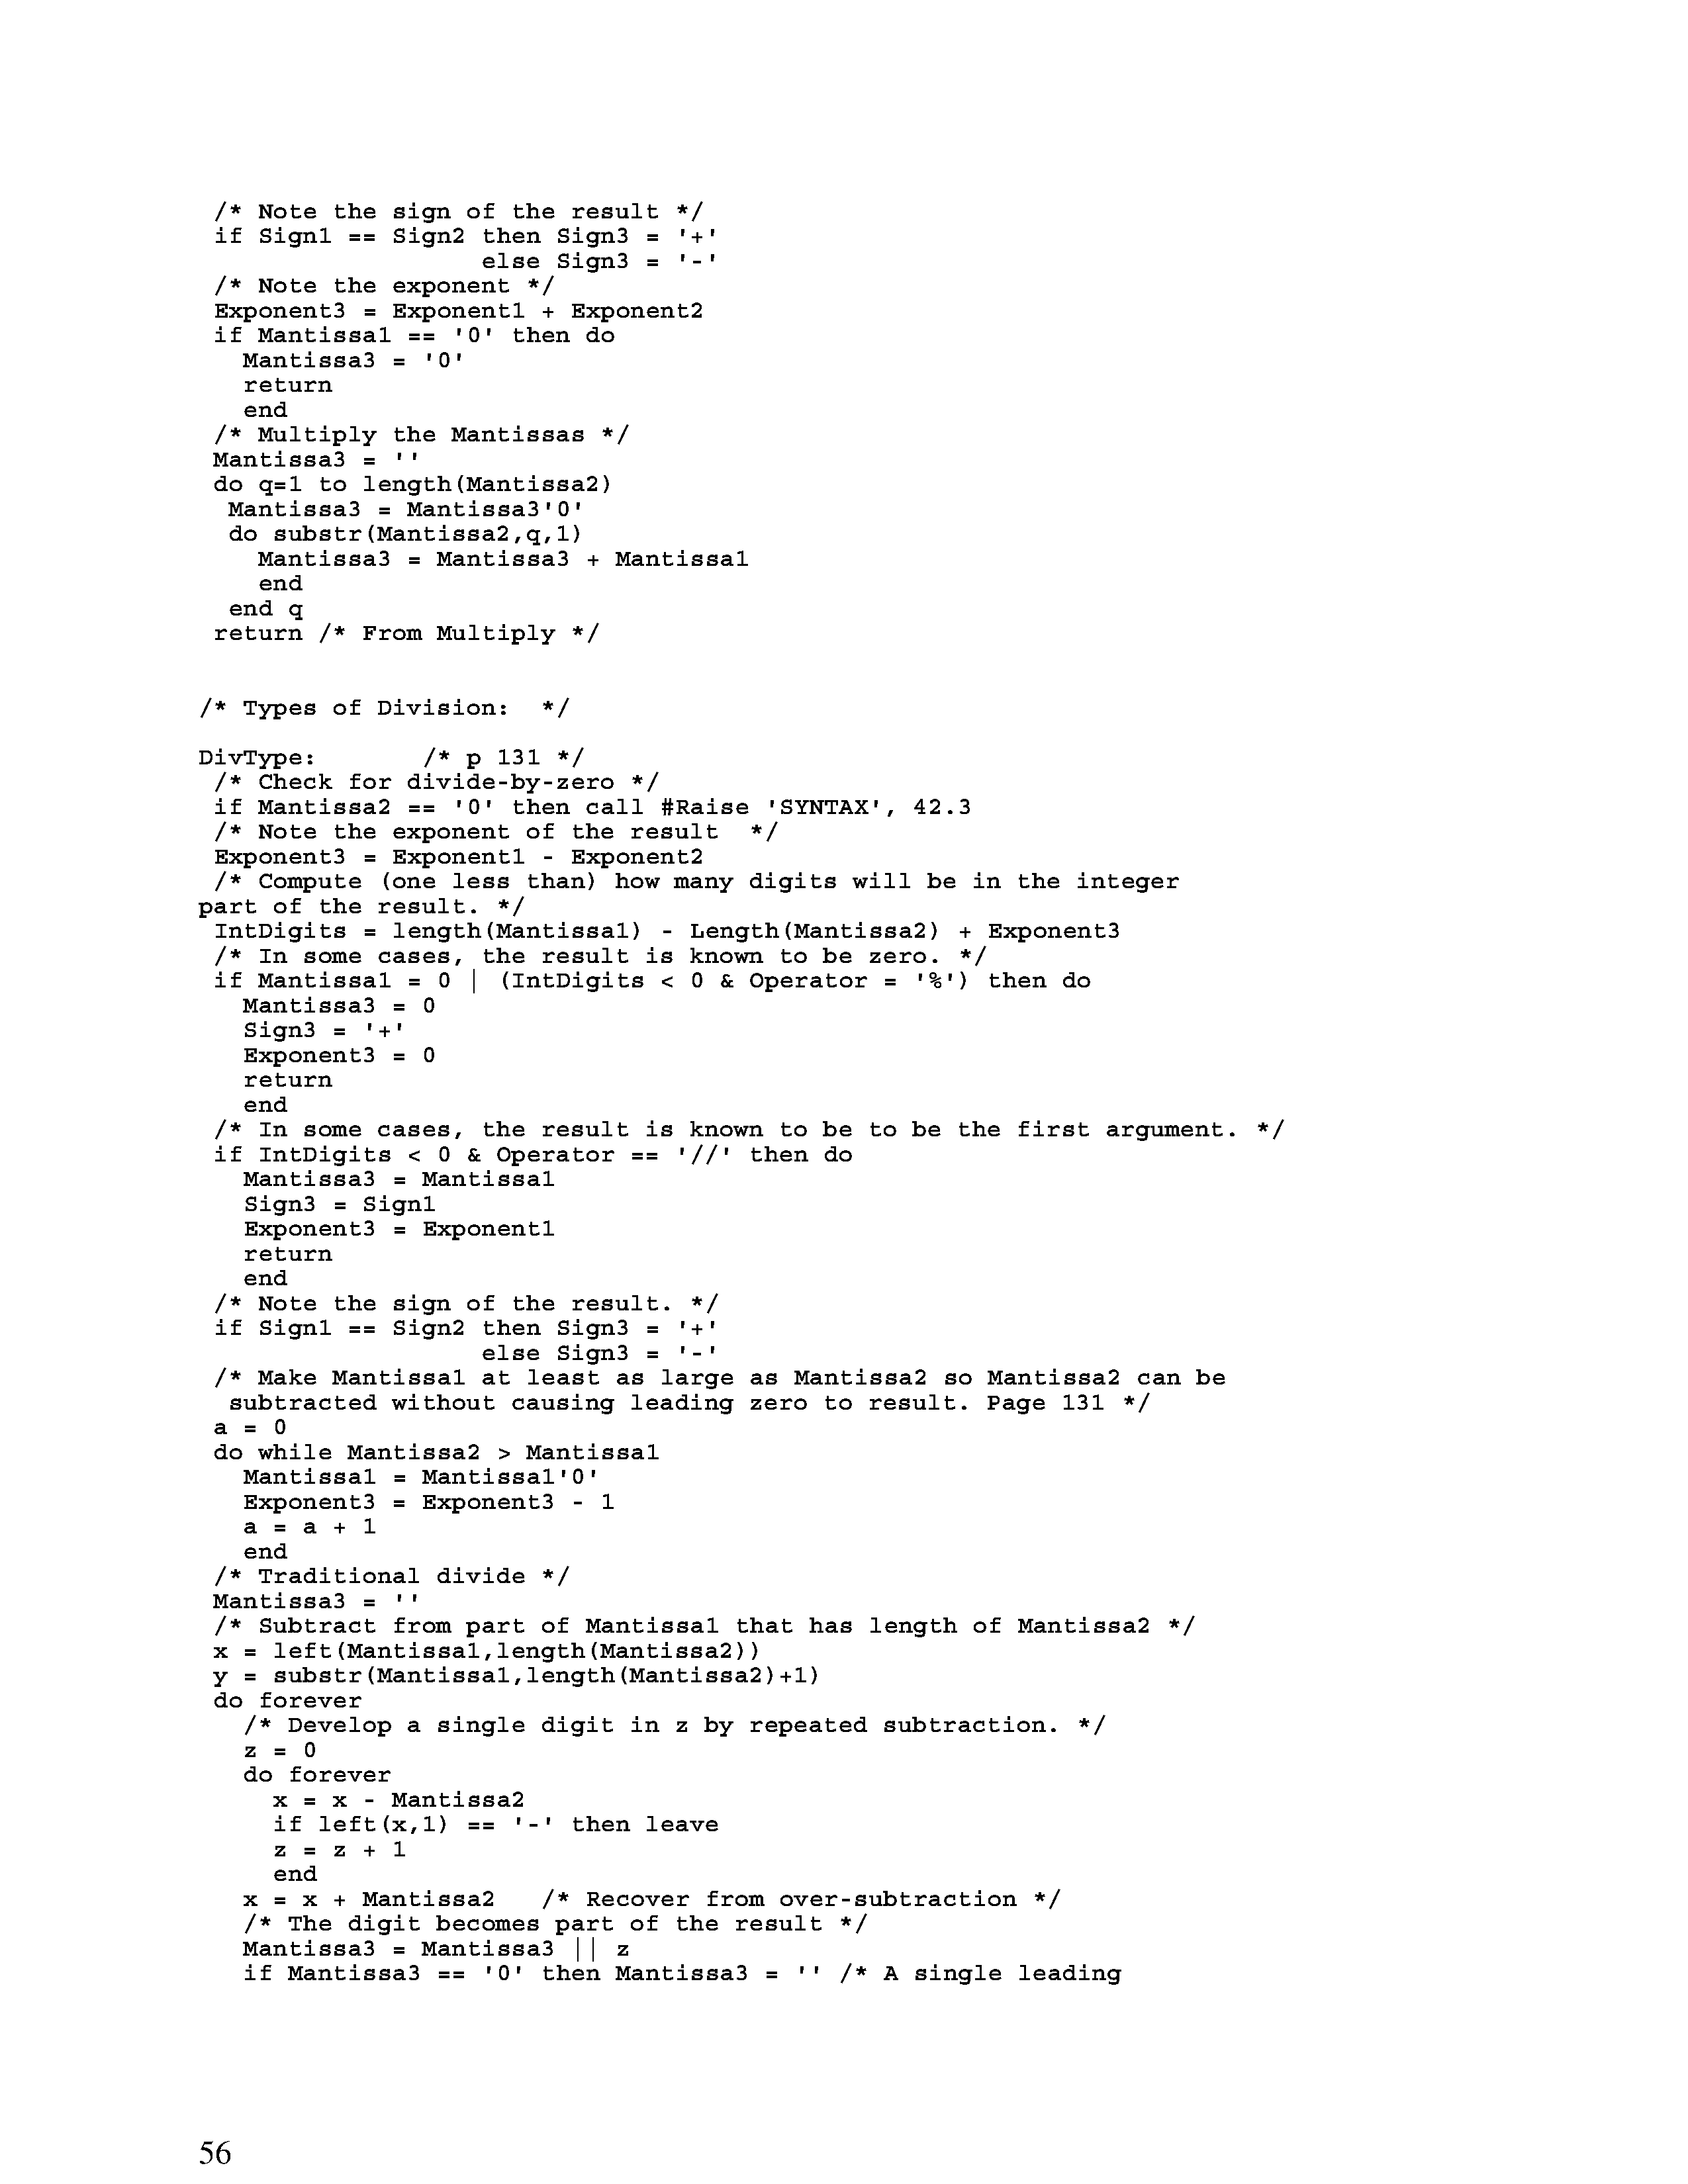 /* Note the sign of the result */
if Sign1 == Sign2 then Sign3 = '+'
else Sign3 = '-'
/* Note the exponent */
Exponent3 = Exponent1 + Exponent2
if Mantissa1 == '0' then do
Mantissa3 = '0'
return
end
/* Multiply the Mantissas */
Mantissa3 = ''
do q=1 to length(Mantissa2)
Mantissa3 = Mantissa3'0'
do substr(Mantissa2,q,1)
Mantissa3 = Mantissa3 + Mantissa1
end
end q
return /* From Multiply */
/* Types of Division:  */
DivType:       /* p 131 */
/* Check for divide-by-zero */
if Mantissa2 == '0' then call #Raise 'SYNTAX', 42.3
/* Note the exponent of the result  */
Exponent3 = Exponent1 - Exponent2
/* Compute (one less than) how many digits will be in the integer
part of the result. */
IntDigits = length(Mantissa1) - Length(Mantissa2) + Exponent3
/* In some cases, the result is known to be zero. */
if Mantissa1 = 0 | (IntDigits < 0 & Operator = '%') then do
Mantissa3 = 0
Sign3 = '+'
Exponent3 = 0
return
end
/* In some cases, the result is known to be to be the first argument. */
if IntDigits < 0 & Operator == '//' then do
Mantissa3 = Mantissa1
Sign3 = Sign1
Exponent3 = Exponent1
return
end
/* Note the sign of the result. */
if Sign1 == Sign2 then Sign3 = '+'
else Sign3 = '-'
/* Make Mantissa1 at least as large as Mantissa2 so Mantissa2 can be
subtracted without causing leading zero to result. Page 131 */
a = 0
do while Mantissa2 > Mantissa1
Mantissa1 = Mantissa1'0'
Exponent3 = Exponent3 - 1
a = a + 1
end
/* Traditional divide */
Mantissa3 = ''
/* Subtract from part of Mantissa1 that has length of Mantissa2 */
x = left(Mantissa1,length(Mantissa2))
y = substr(Mantissa1,length(Mantissa2)+1)
do forever
/* Develop a single digit in z by repeated subtraction. */
z = 0
do forever
x = x - Mantissa2
if left(x,1) == '-' then leave
z = z + 1
end
x = x + Mantissa2   /* Recover from over-subtraction */
/* The digit becomes part of the result */
Mantissa3 = Mantissa3 || z
if Mantissa3 == '0' then Mantissa3 = '' /* A single leading
56